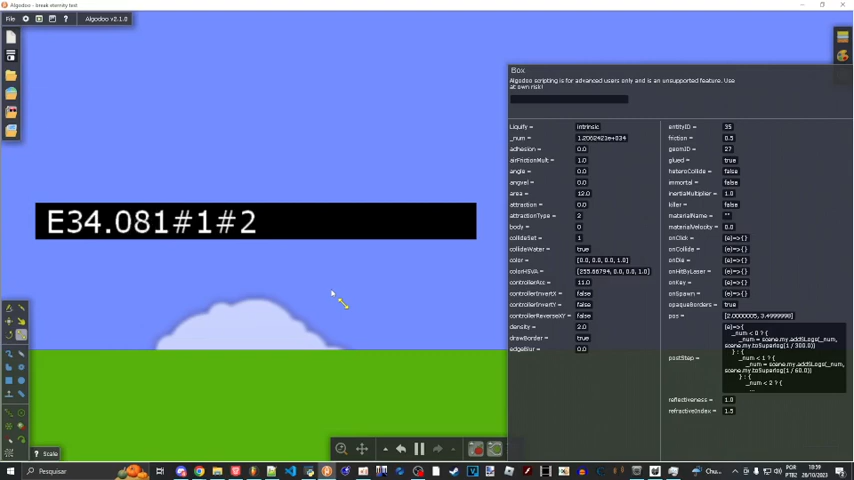 Algodoo - break eternity test
File
Algodoo v2.1.0
Box
Algodoo scripting is for advanced users only and is an unsupported feature. Use
at own risk!
Liquify = intrinsic
_num = 1.2062421e+034
adhesion = 0.0
airFrictionMult = 1.0
angle = 0.0
angvel = 0.0
area = 12.0
attraction = 0.0
attractionType = 2
body = 0
collideSet = 1
collideWater = true
color = [0.0, 0.0, 0.0, 1.0]
colorHSVA = [255.66794, 0.0, 0.0, 1.0]
controllerAcc = 11.0
controllerInvertX = false
controllerInvertY = false
controllerReverseXY = false
density = 2.0
drawBorder = true
edgeBlur = 0.0
entityID = 35
friction = 0.5
geomID = 27
glued = true
heteroCollide = false
immortal = false
inertiaMultiplier = 1.0
killer = false
materialName = ""
materialVelocity = 0.0
onClick = (e)=>{}
onCollide = (e)=>{}
onDie = (e)=>{}
onHitByLaser = (e)=>{}
onKey = (e)=>{}
onSpawn = (e)=>{}
opaqueBorders = true
pos = [2.0000005, 3.4999990]
postStep = (e)=>{
_num < 0 ? {
_num = scene.my.addSLogs(_num,
scene.my.toSuperlog(1 / 300.0))
} : {
_num < 1 ? {
_num = scene.my.addSLogs(_num,
scene.my.toSuperlog(1 / 60.0))
} : {
_num < 2 ? {
...
reflectiveness = 1.0
refractiveIndex = 1.5
E34.081#1#2
Scale
Pesquisar
Chu...
POR
PTB2
10:59
26/10/2023